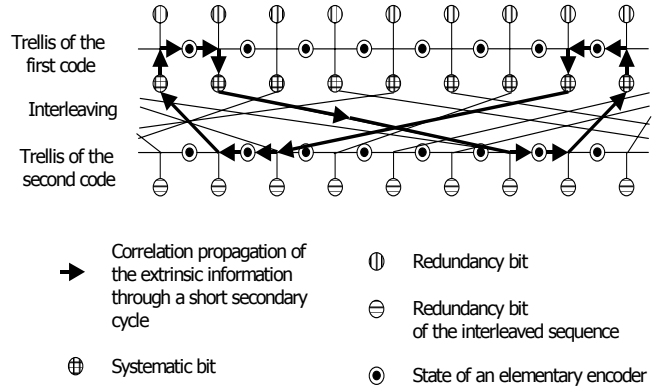 Trellis of the
first code
Interleaving
Trellis of the
second code
Correlation propagation of
the extrinsic information
through a short secondary
cycle
Systematic bit
Redundancy bit
Redundancy bit
of the interleaved sequence
State of an elementary encoder